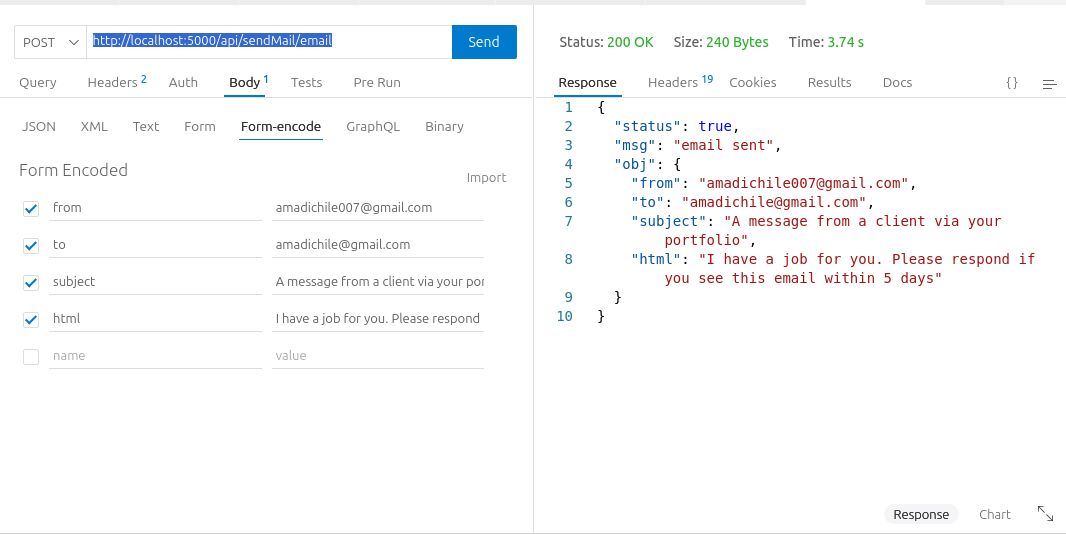 POST http://localhost:5000/api/sendMail/email Send
Query Headers 2 Auth Body 1 Tests Pre Run
JSON XML Text Form Form-encode GraphQL Binary
Form Encoded
Import
from amadichile007@gmail.com
to amadichile@gmail.com
subject A message from a client via your por
html I have a job for you. Please respond
name value
Status: 200 OK Size: 240 Bytes Time: 3.74 s
Response Headers 19 Cookies Results Docs { }
1 {
2 "status": true,
3 "msg": "email sent",
4 "obj": {
5 "from": "amadichile007@gmail.com",
6 "to": "amadichile@gmail.com",
7 "subject": "A message from a client via your
portfolio",
8 "html": "I have a job for you. Please respond if
you see this email within 5 days"
9 }
10 }
Response Chart